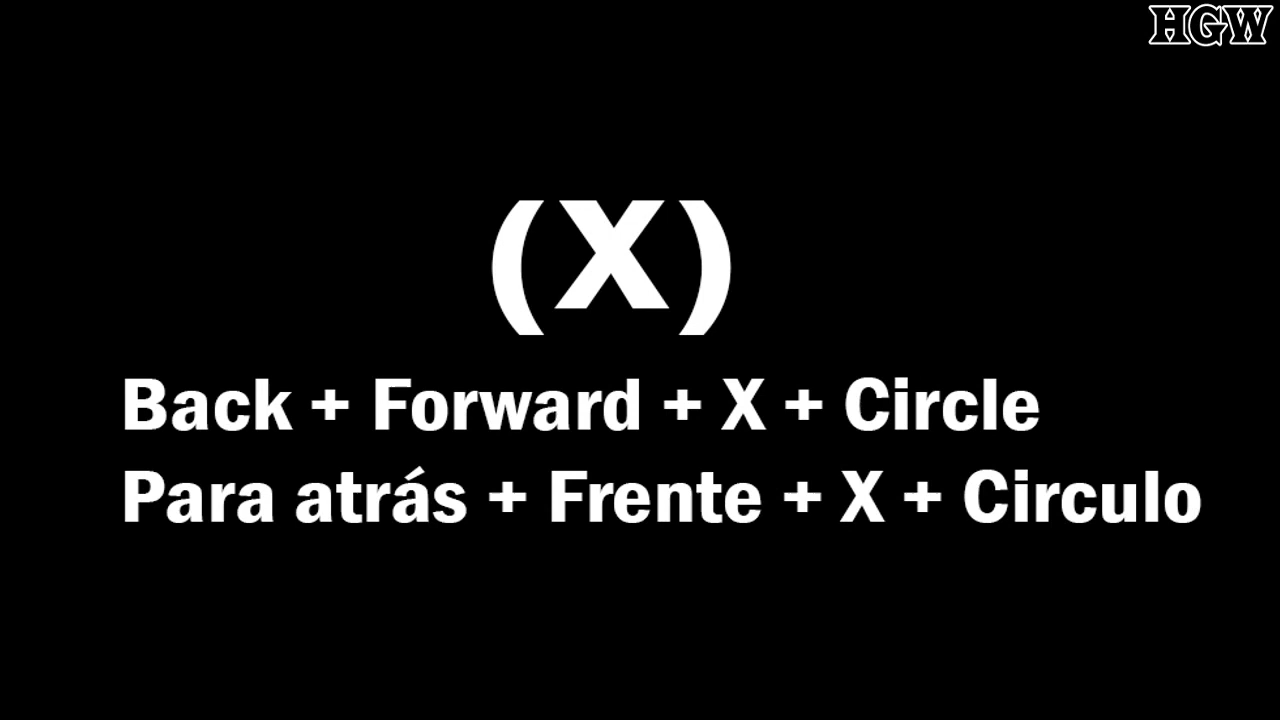 HGW
(X)
Back + Forward + X + Circle
Para atrás + Frente + X + Circulo